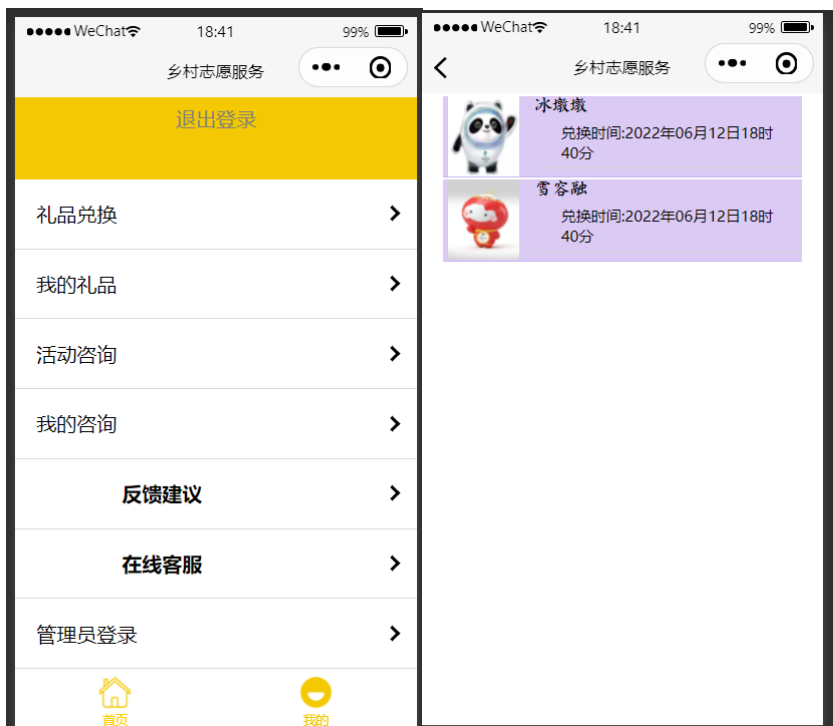 WeChat 18:41 99%
乡村志愿服务
退出登录
礼品兑换
我的礼品
活动咨询
我的咨询
反馈建议
在线客服
管理员登录
首页 我的
WeChat 18:41 99%
乡村志愿服务
冰墩墩
兑换时间:2022年06月12日18时
40分
雪容融
兑换时间:2022年06月12日18时
40分